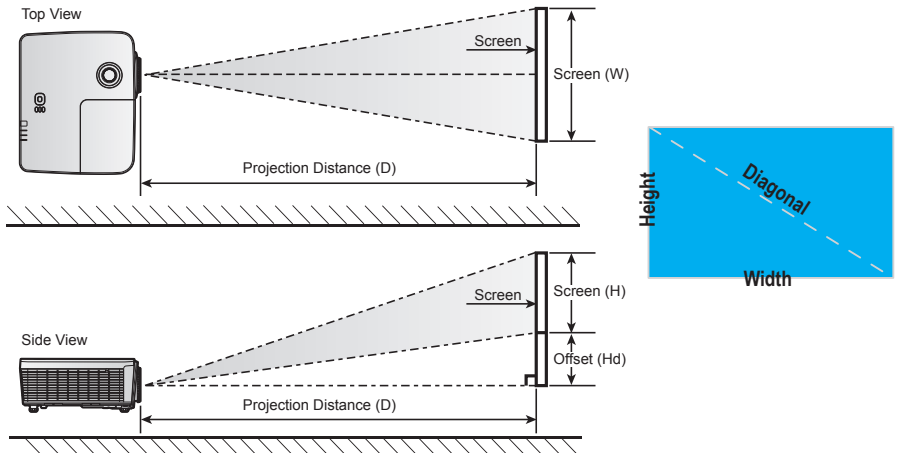 Top View
Screen
Screen (W)
Projection Distance (D)
Height
Diagonal
Width
Side View
Screen
Screen (H)
Offset (Hd)
Projection Distance (D)